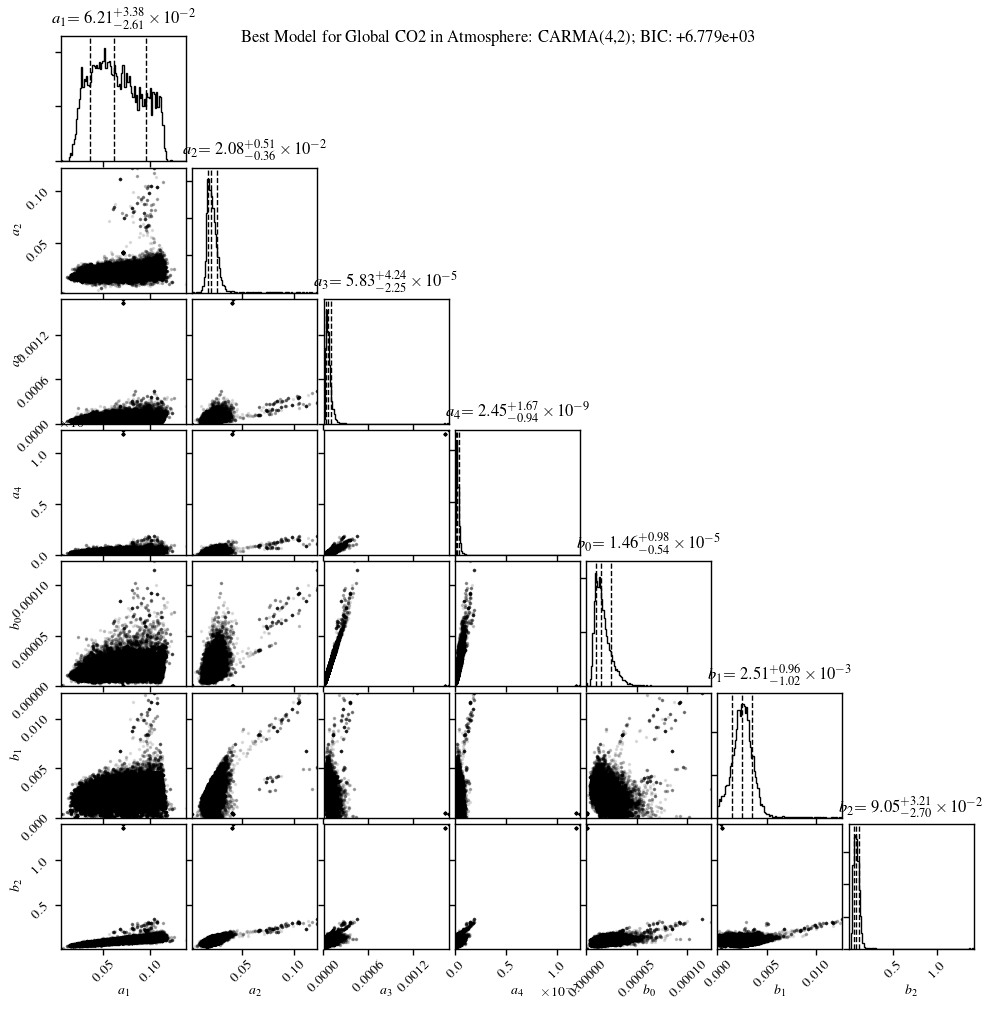 a₁= 6.21⁺³·³⁸₋₂.₆₁ × 10⁻²
Best Model for Global CO2 in Atmosphere: CARMA(4,2); BIC: +6.779e+03
a₂= 2.08⁺⁰·⁵¹₋₀.₃₆ × 10⁻²
0.10
0.05
a₂
a₃= 5.83⁺⁴·²⁴₋₂.₂₅ × 10⁻⁵
0.0012
0.0006
0.0000
a₄= 2.45⁺¹·⁶⁷₋₀.₉₄ × 10⁻⁹
1.0
0.5
0.0
a₄
b₀= 1.46⁺⁰·⁹⁸₋₀.₅₄ × 10⁻⁵
0.00010
0.00005
0.00000
b₀
b₁= 2.51⁺⁰·⁹⁶₋₁.₀₂ × 10⁻³
0.010
0.005
0.000
b₁
b₂= 9.05⁺³·²¹₋₂.₇₀ × 10⁻²
1.0
0.5
b₂
0.05 0.10 0.05 0.10 0.0000 0.0006 0.0012 0.0 0.5 1.0 0.00000 0.00005 0.00010 0.000 0.005 0.010 0.5 1.0
a₁ a₂ a₃ a₄ b₀ b₁ b₂